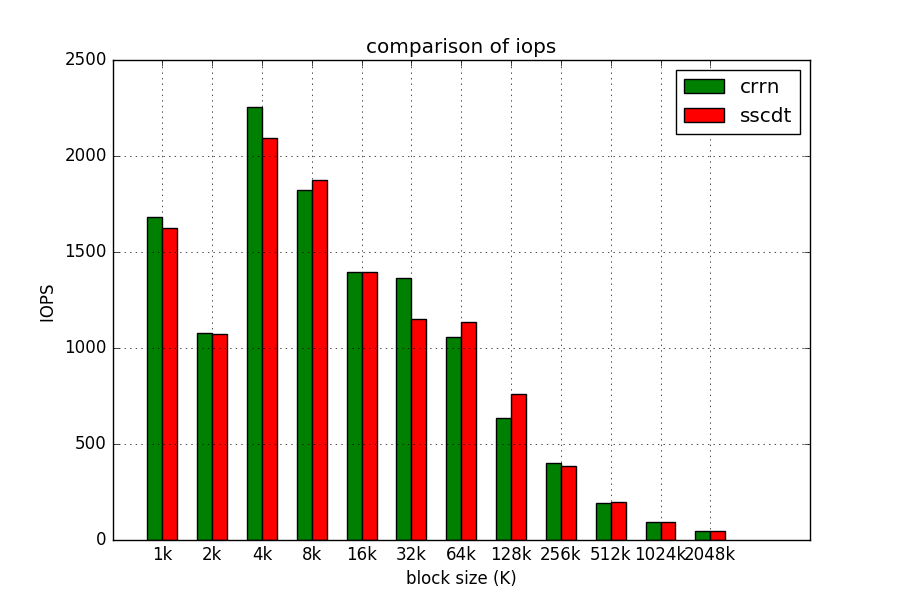 comparison of iops
2500
2000
1500
1000
500
0
IOPS
crrn
sscdt
1k 2k 4k 8k 16k 32k 64k 128k 256k 512k 1024k 2048k
block size (K)